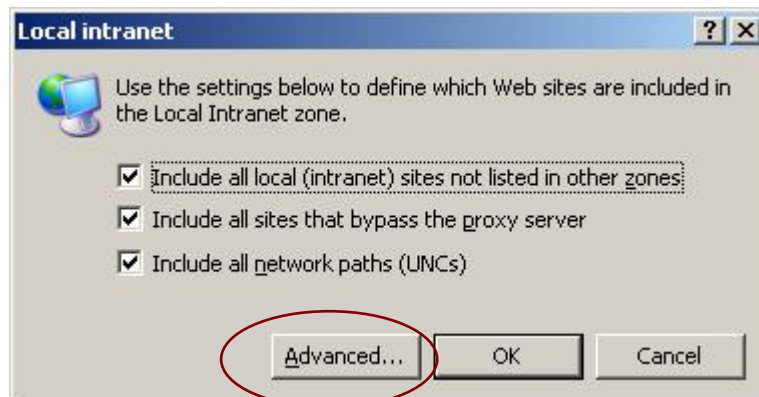 Local intranet
Use the settings below to define which Web sites are included in
the Local Intranet zone.
Include all local (intranet) sites not listed in other zones
Include all sites that bypass the proxy server
Include all network paths (UNCs)
Advanced... OK Cancel